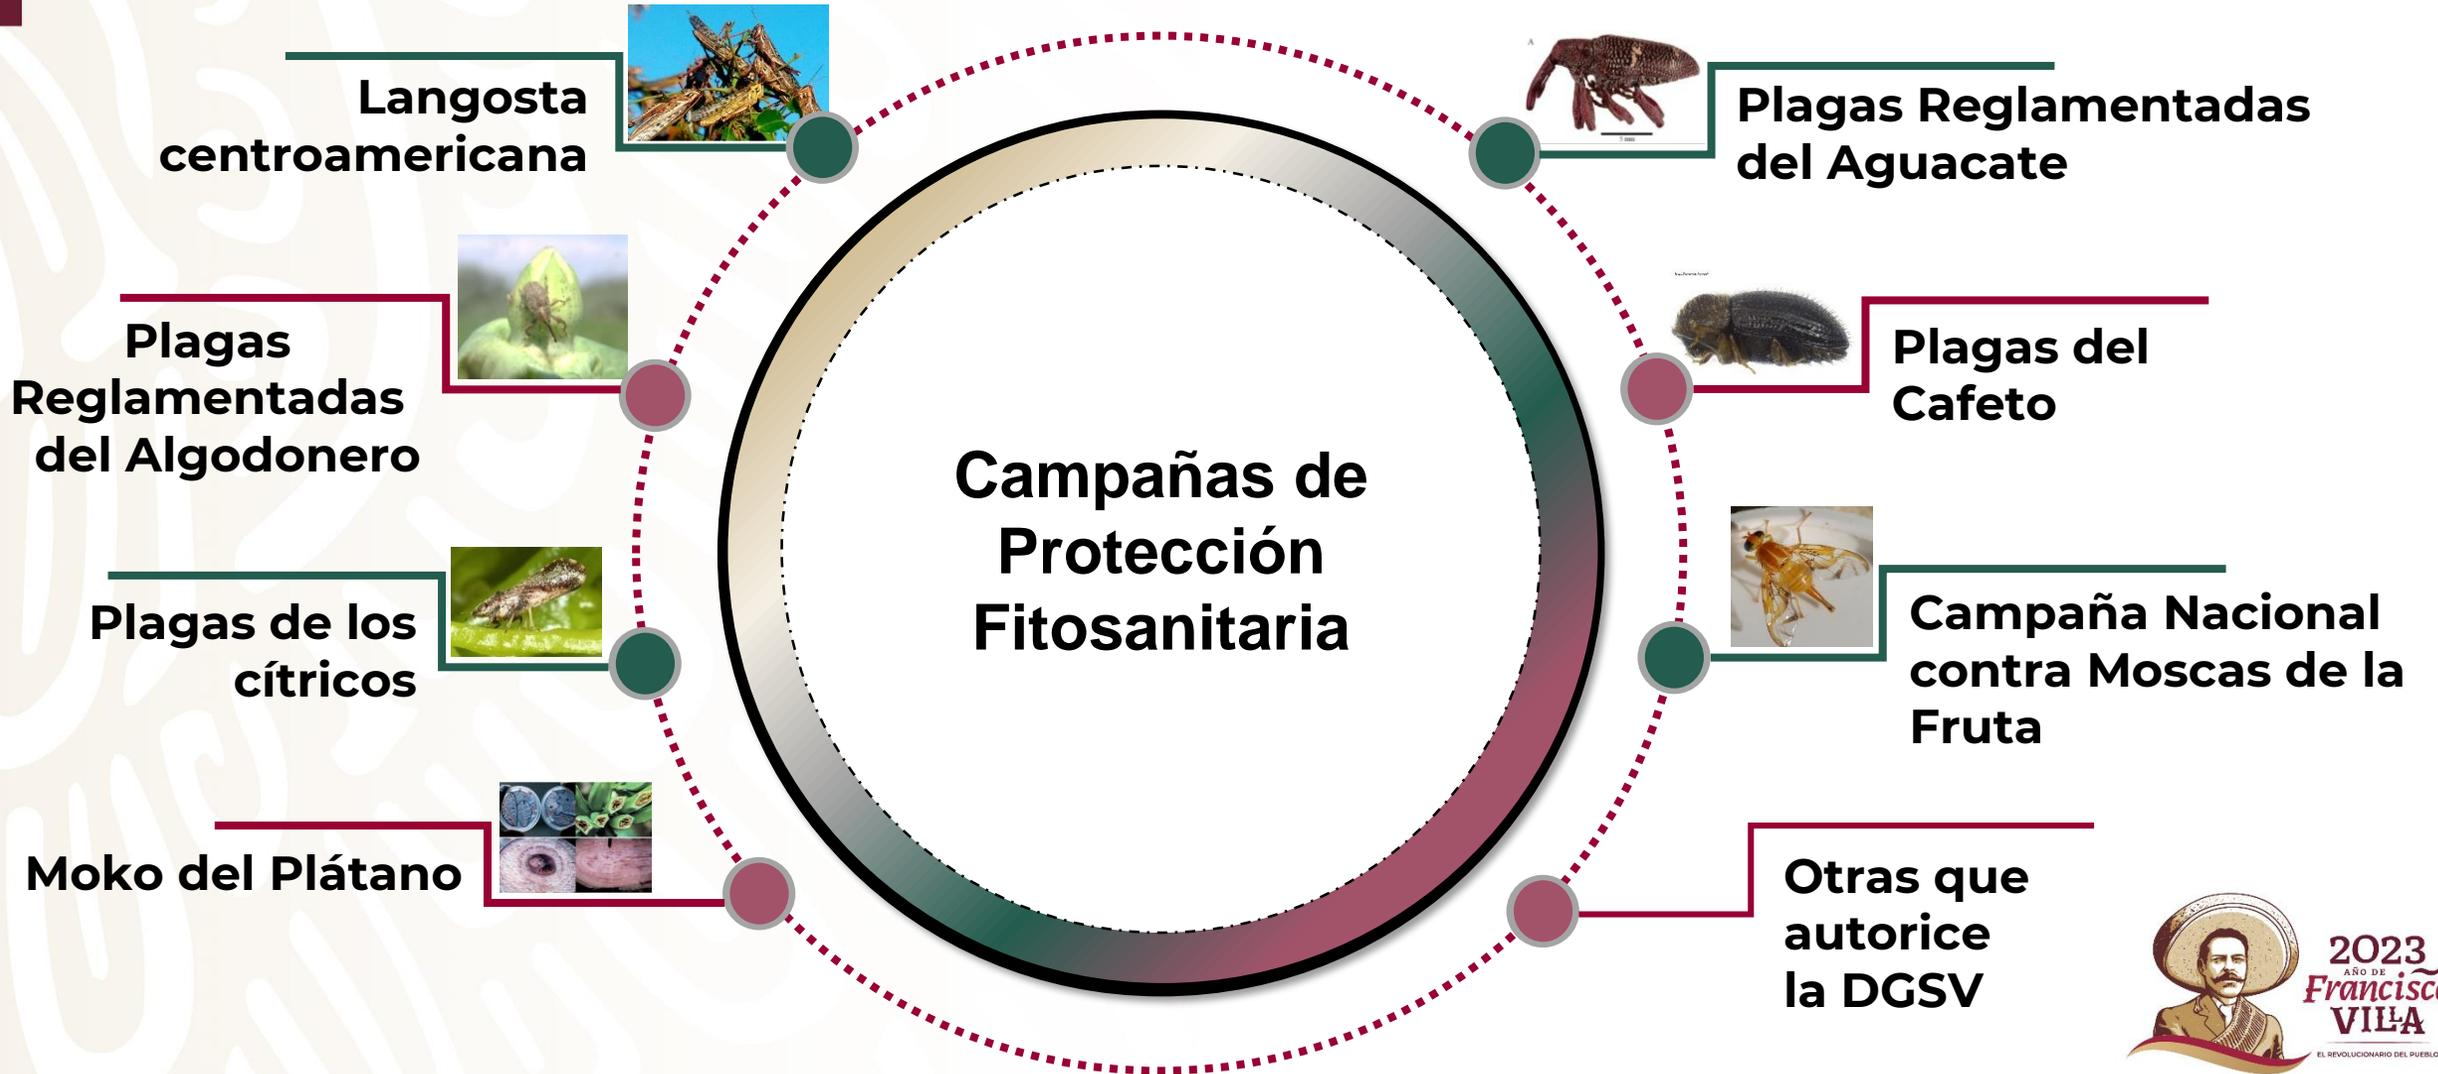 Langosta
centroamericana
Plagas
Reglamentadas
del Algodonero
Plagas de los
cítricos
Moko del Plátano
Campañas de
Protección
Fitosanitaria
A
5 mm
Plagas Reglamentadas
del Aguacate
Plagas del
Cafeto
Campaña Nacional
contra Moscas de la
Fruta
Otras que
autorice
la DGSV
2023
AÑO DE
Francisco
VILLA
EL REVOLUCIONARIO DEL PUEBLO